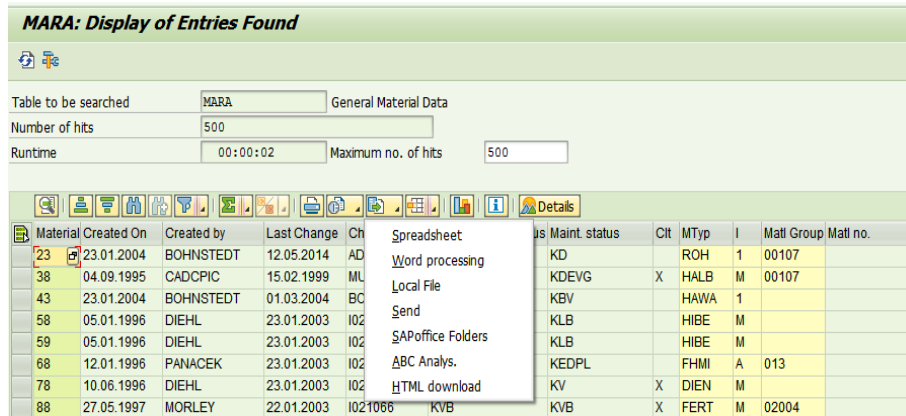 MARA: Display of Entries Found
Table to be searched MARA General Material Data
Number of hits 500
Runtime 00:00:02 Maximum no. of hits 500
Details
Material Created On Created by Last Change Ch us Maint. status Clt MTyp I Matl Group Matl no.
23 23.01.2004 BOHNSTEDT 12.05.2014 AD KD ROH 1 00107
38 04.09.1995 CADCPIC 15.02.1999 MU KDEVG X HALB M 00107
43 23.01.2004 BOHNSTEDT 01.03.2004 BO KBV HAWA 1
58 05.01.1996 DIEHL 23.01.2003 I02 KLB HIBE M
59 05.01.1996 DIEHL 23.01.2003 I02 KLB HIBE M
68 12.01.1996 PANACEK 23.01.2003 I02 KEDPL FHMI A 013
78 10.06.1996 DIEHL 23.01.2003 I02 KV X DIEN M
88 27.05.1997 MORLEY 22.01.2003 I021066 KVB KVB X FERT M 02004
Spreadsheet
Word processing
Local File
Send
SAPoffice Folders
ABC Analys.
HTML download